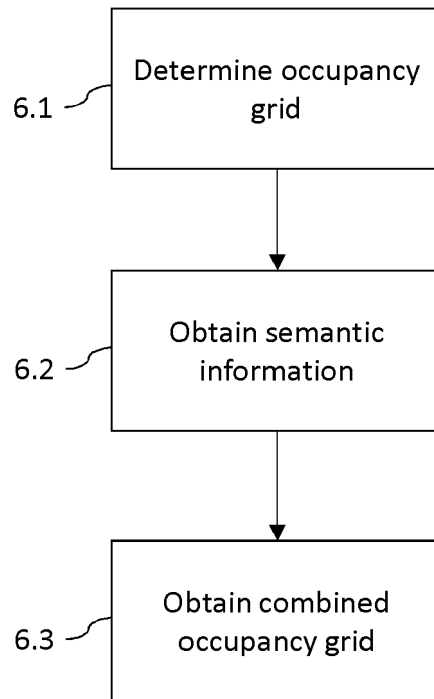 Determine occupancy
grid
6.1
Obtain semantic
information
6.2
Obtain combined
occupancy grid
6.3